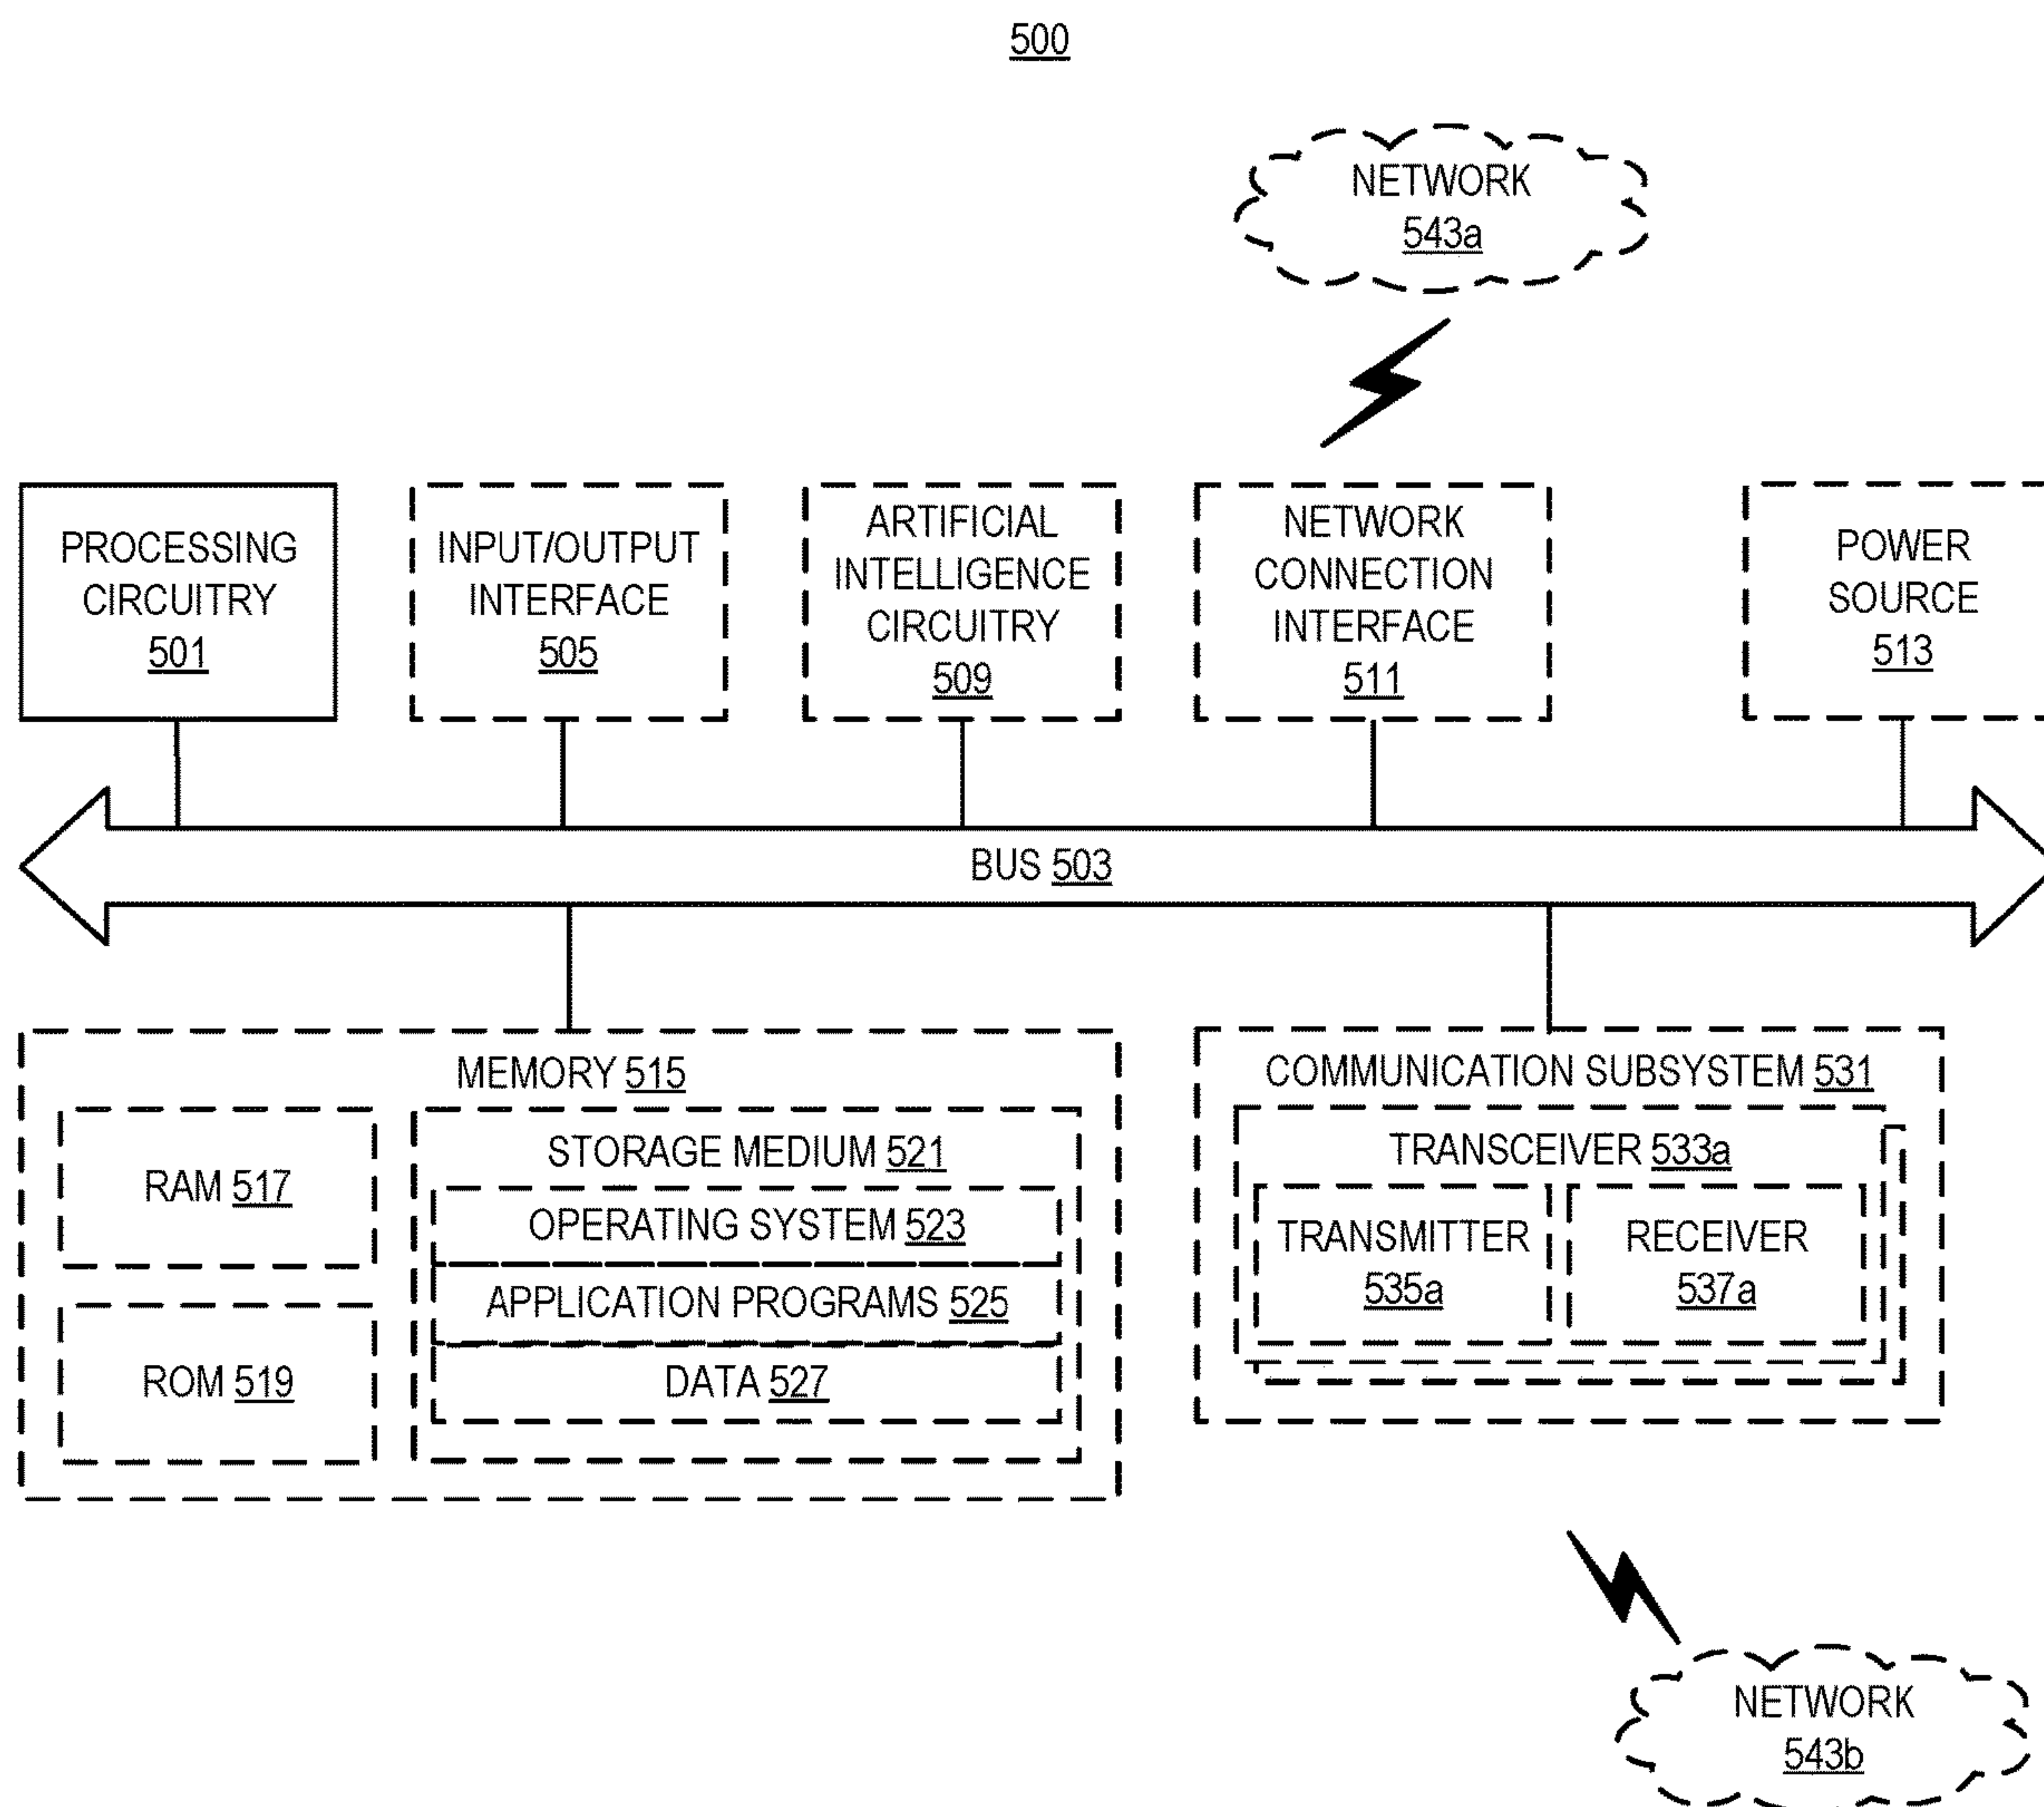 500
NETWORK
543a
PROCESSING
CIRCUITRY
501
INPUT/OUTPUT
INTERFACE
505
ARTIFICIAL
INTELLIGENCE
CIRCUITRY
509
NETWORK
CONNECTION
INTERFACE
511
POWER
SOURCE
513
BUS 503
MEMORY 515
RAM 517
ROM 519
STORAGE MEDIUM 521
OPERATING SYSTEM 523
APPLICATION PROGRAMS 525
DATA 527
COMMUNICATION SUBSYSTEM 531
TRANSCEIVER 533a
TRANSMITTER
535a
RECEIVER
537a
NETWORK
543b